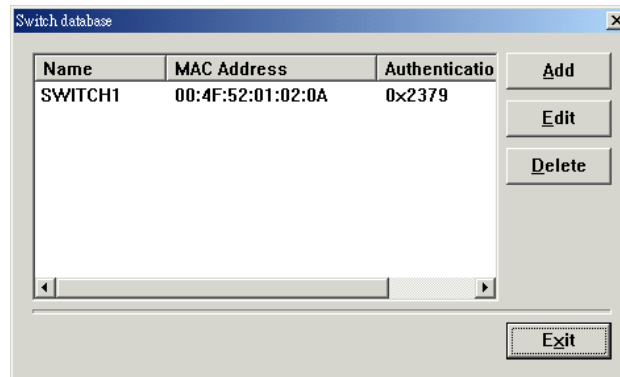 Switch database
Name MAC Address Authenticatio
SWITCH1 00:4F:52:01:02:0A 0x2379
Add
Edit
Delete
Exit